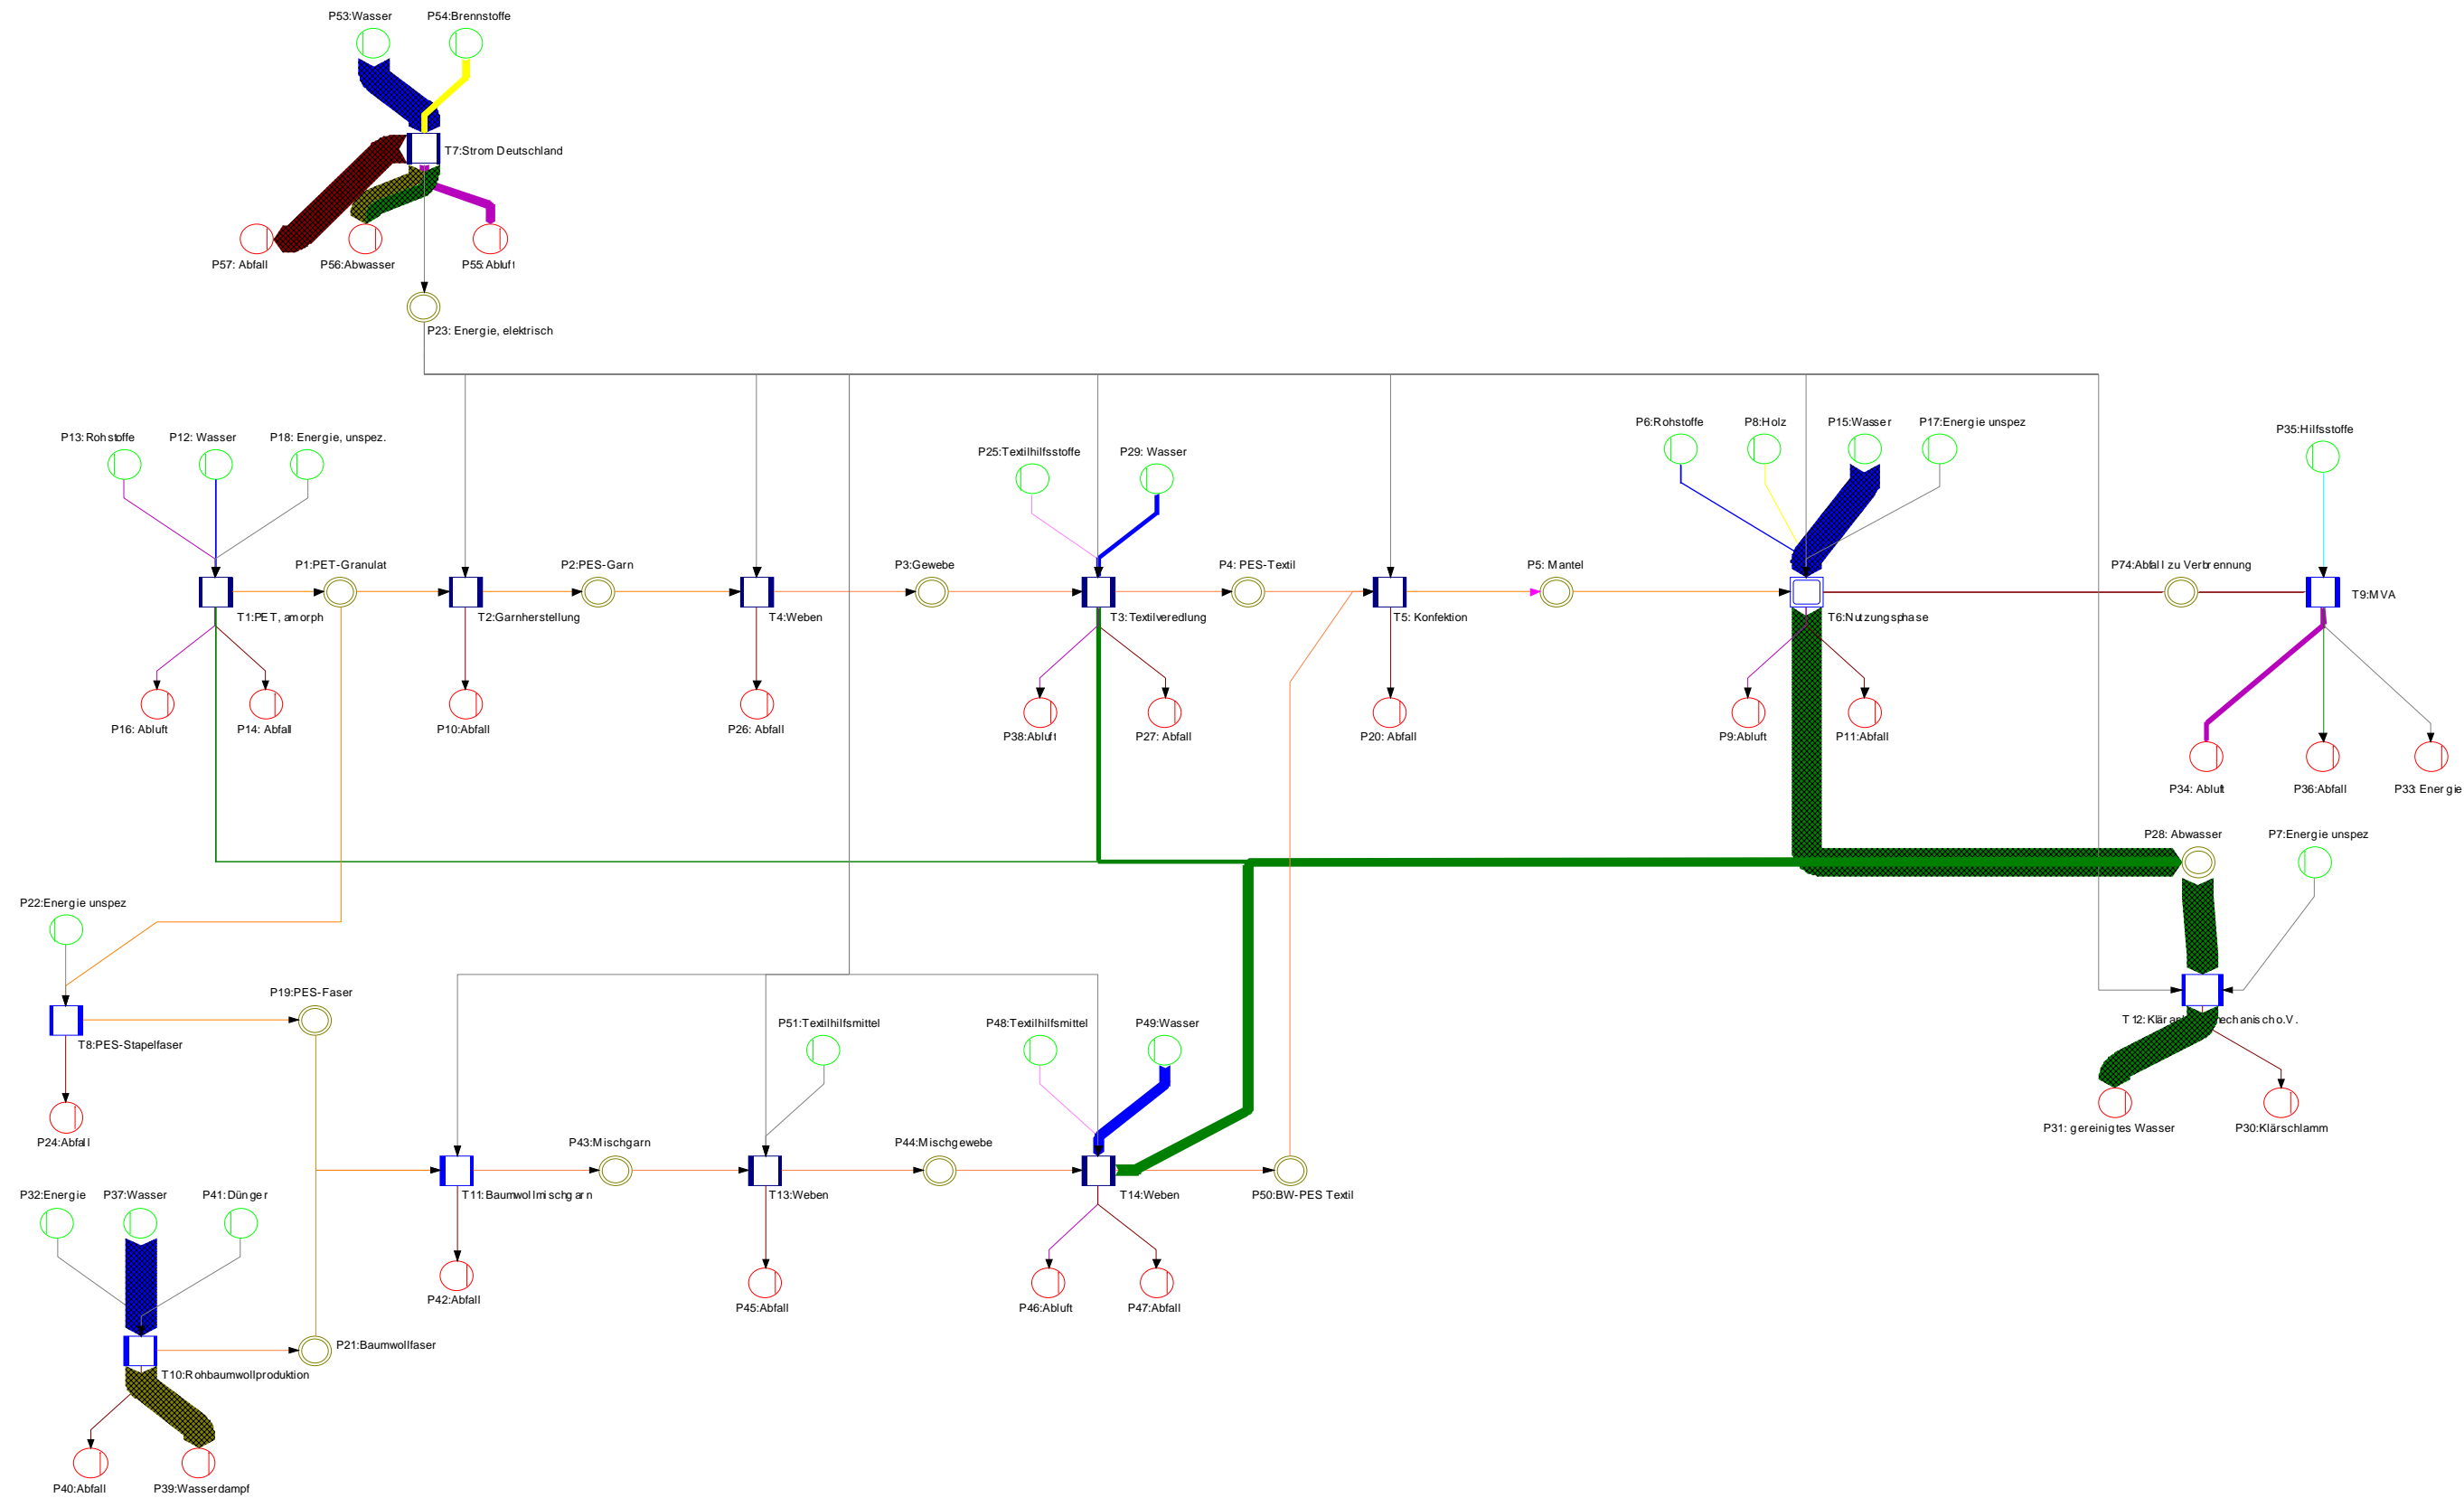 P53:Wasser
P54:Brennstoffe
T7:Strom Deutschland
P57: Abfall
P56:Abwasser
P55:Abluft
P23: Energie, elektrisch
P13:Rohstoffe
P12: Wasser
P18: Energie, unspez.
P25:Textilhilfsstoffe
P29: Wasser
P6:Rohstoffe
P8:Holz
P15:Wasser
P17:Energie unspez
P35:Hilfsstoffe
P1:PET-Granulat
P2:PES-Garn
P3:Gewebe
P4: PES-Textil
P5: Mantel
P74:Abfall zu Verbrennung
T9:MVA
T1:PET, amorph
T2:Garnherstellung
T4:Weben
T3:Textilveredlung
T5: Konfektion
T6:Nutzungsphase
P16: Abluft
P14: Abfall
P10:Abfall
P26: Abfall
P38:Abluft
P27: Abfall
P20: Abfall
P9:Abluft
P11:Abfall
P34: Abluft
P36:Abfall
P33: Energie
P28: Abwasser
P7:Energie unspez
P22:Energie unspez
P19:PES-Faser
P51:Textilhilfsmittel
P48:Textilhilfsmittel
P49:Wasser
T12: mechanisch o.V.
T8:PES-Stapelfaser
P24:Abfall
P31: gereinigtes Wasser
P30:Klärschlamm
P43:Mischgarn
P44:Mischgewebe
P32:Energie
P37:Wasser
P41:Dünger
T11:Baumwollmischgarn
T13:Weben
T14:Weben
P50:BW-PES Textil
P42:Abfall
P45:Abfall
P46:Abluft
P47:Abfall
P21:Baumwollfaser
T10:Rohbaumwollproduktion
P40:Abfall
P39:Wasserdampf